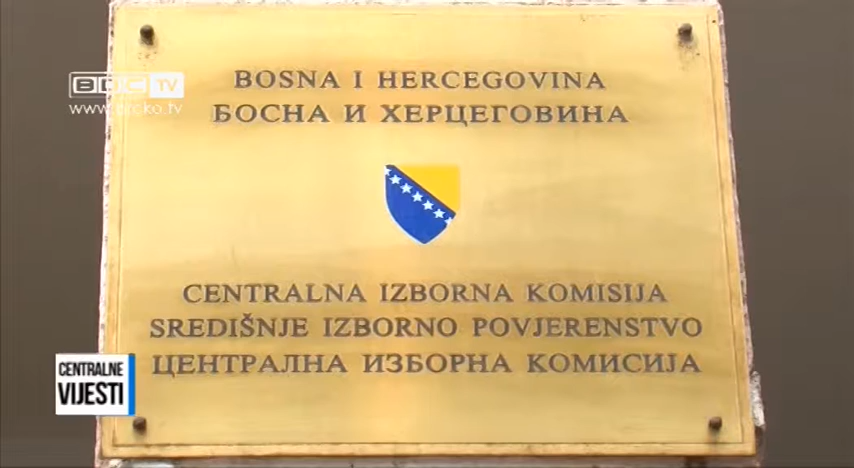 BDC TV
www.brcko.tv
BOSNA I HERCEGOVINA
БОСНА И ХЕРЦЕГОВИНА
CENTRALNA IZBORNA KOMISIJA
SREDIŠNJE IZBORNO POVJERENSTVO
ЦЕНТРАЛНА ИЗБОРНА КОМИСИЈА
CENTRALNE
VIJESTI